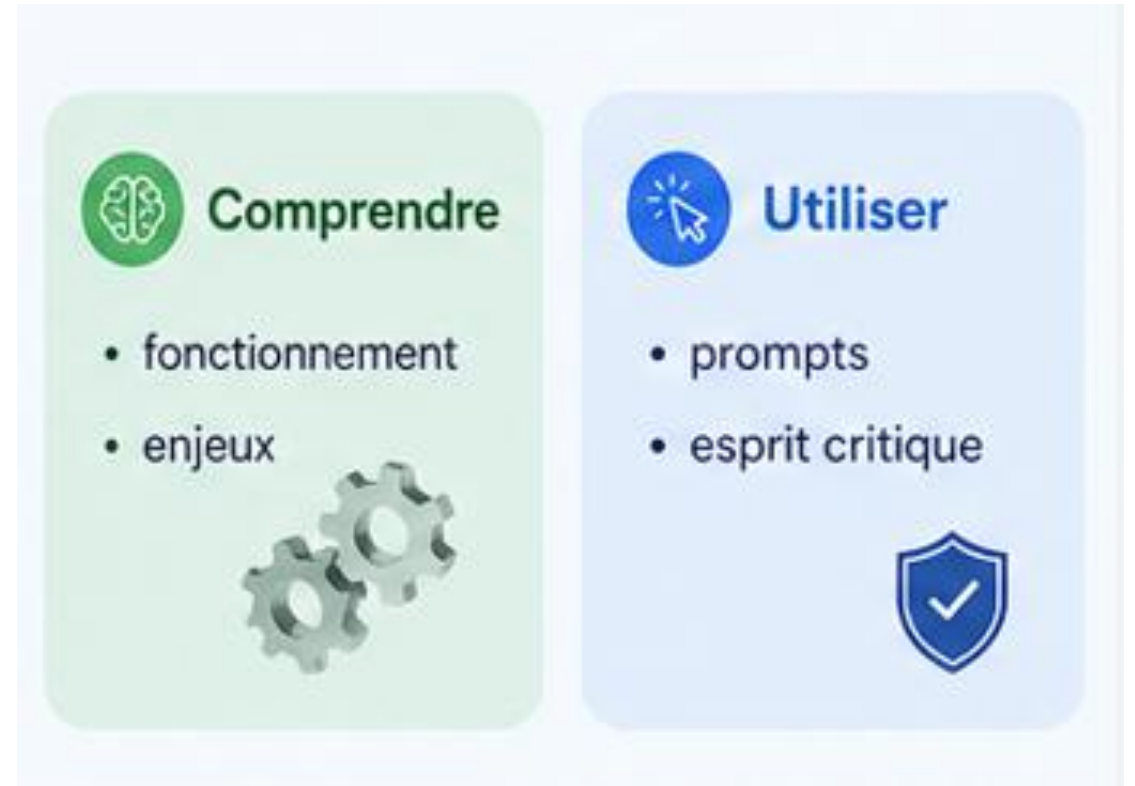 Comprendre
• fonctionnement
• enjeux
Utiliser
• prompts
• esprit critique